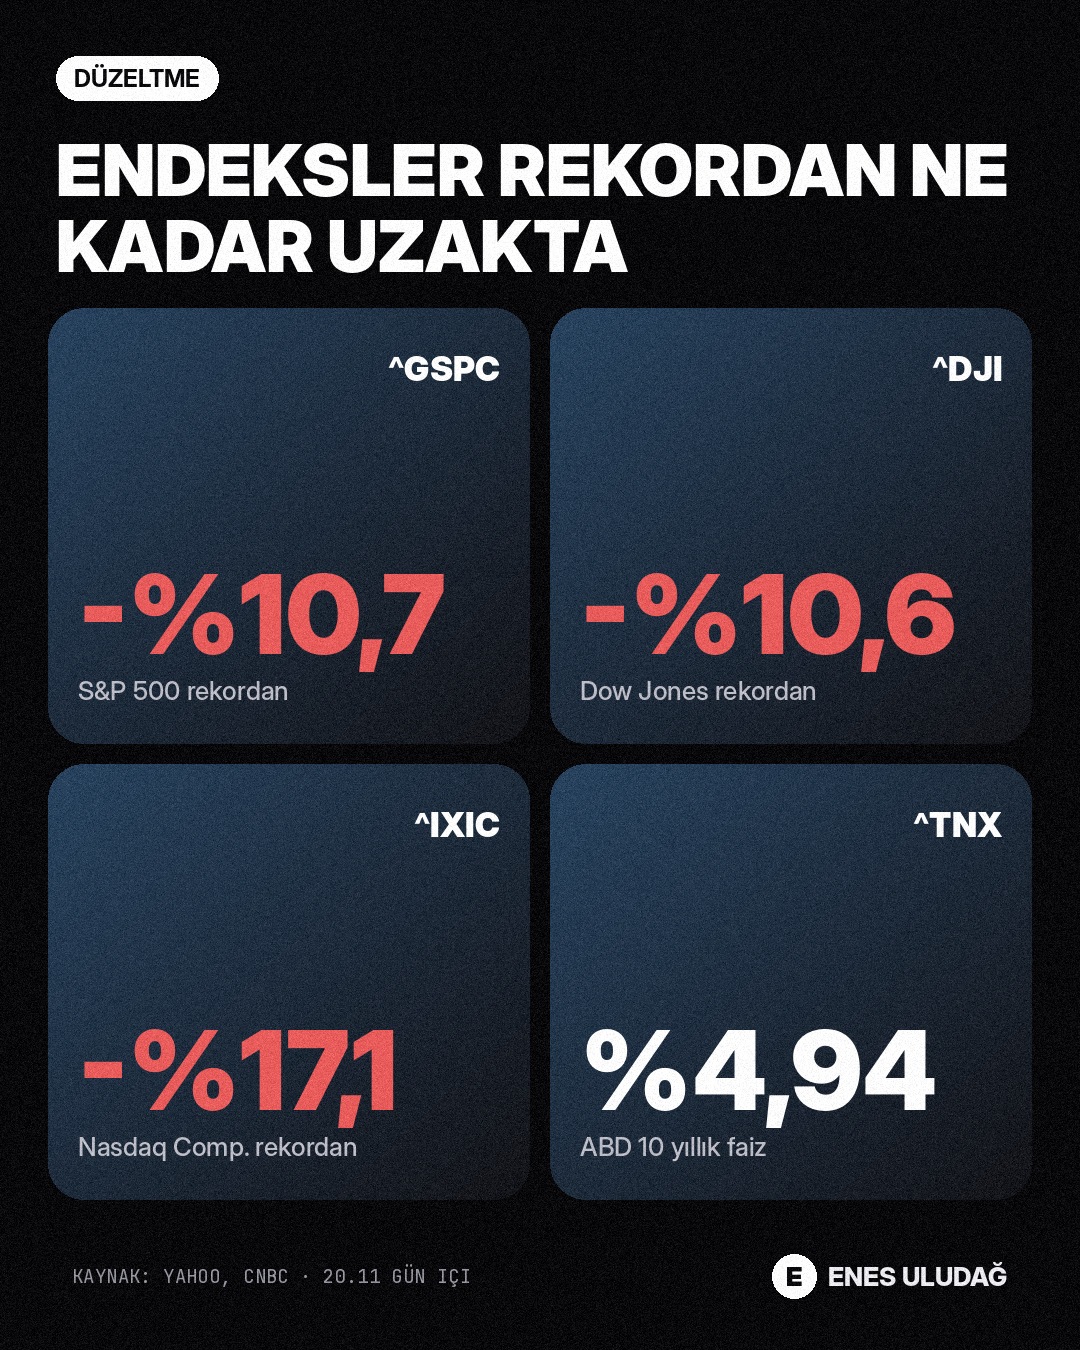 DÜZELTME
ENDEKSLER REKORDAN NE
KADAR UZAKTA
^GSPC
-%10,7
S&P 500 rekordan
^DJI
-%10,6
Dow Jones rekordan
^IXIC
-%17,1
Nasdaq Comp. rekordan
^TNX
%4,94
ABD 10 yıllık faiz
KAYNAK: YAHOO, CNBC · 20.11 GÜN IÇI
E ENES ULUDAĞ